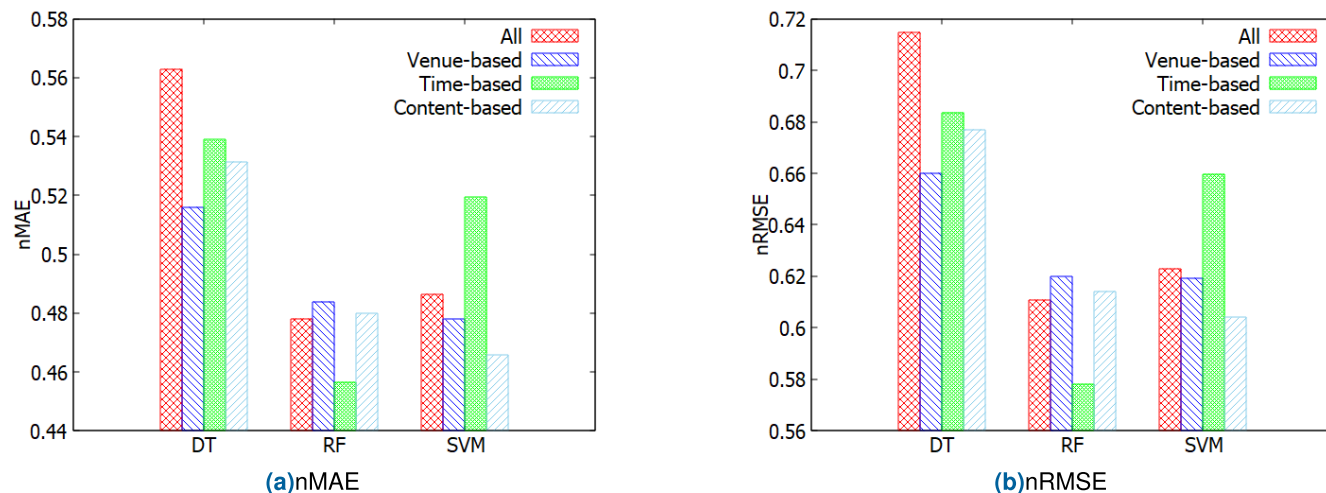 0.58
0.56
0.54
0.52
0.5
0.48
0.46
0.44
nMAE
All
Venue-based
Time-based
Content-based
DT RF SVM
(a)nMAE
0.72
0.7
0.68
0.66
0.64
0.62
0.6
0.58
0.56
nRMSE
All
Venue-based
Time-based
Content-based
DT RF SVM
(b)nRMSE